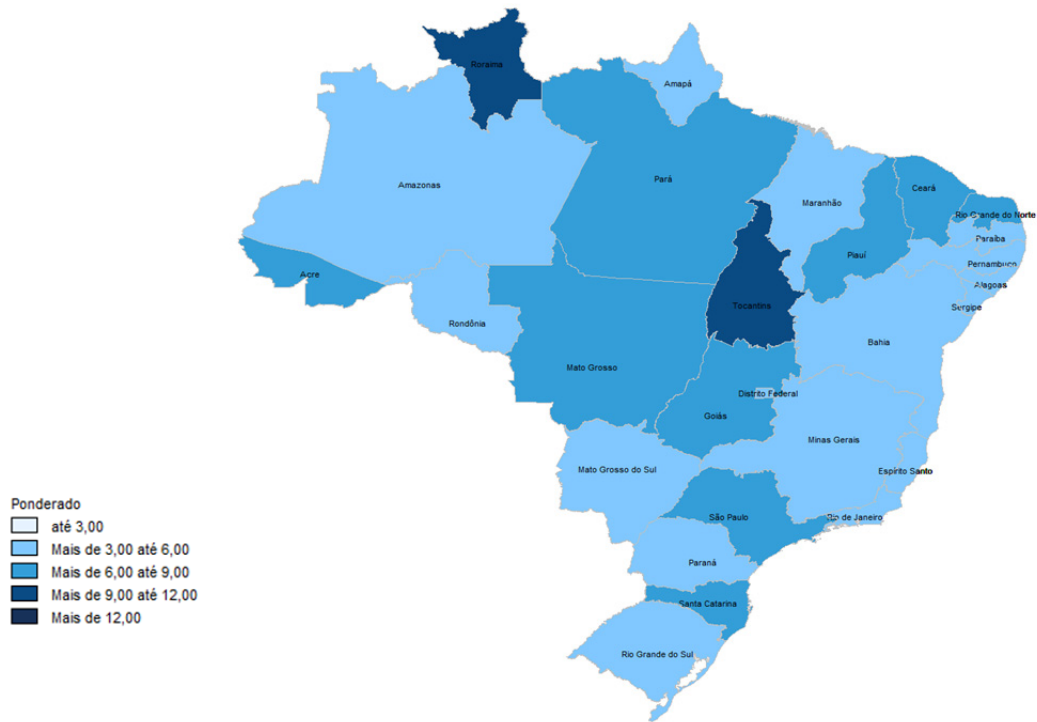 Roraima
Amapá
Amazonas
Pará
Maranhão
Ceará
Rio Grande do Norte
Paraíba
Piauí
Pernambuco
Acre
Alagoas
Tocantins
Sergipe
Rondônia
Bahia
Mato Grosso
Distrito Federal
Goiás
Minas Gerais
Mato Grosso do Sul
Espírito Santo
São Paulo
Rio de Janeiro
Paraná
Santa Catarina
Rio Grande do Sul
Ponderado
até 3,00
Mais de 3,00 até 6,00
Mais de 6,00 até 9,00
Mais de 9,00 até 12,00
Mais de 12,00